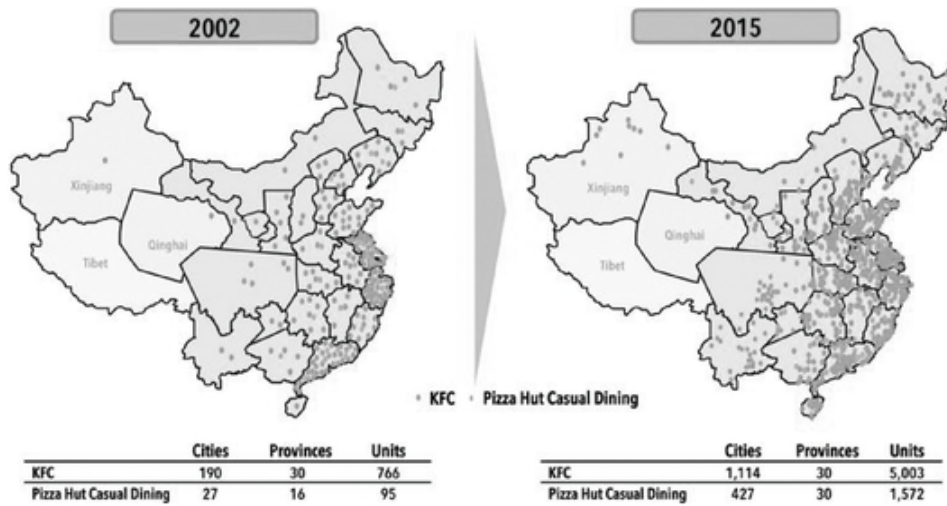 2002
2015
Xinjiang
Qinghai
Tibet
Xinjiang
Qinghai
Tibet
KFC Pizza Hut Casual Dining
Cities Provinces Units
KFC 190 30 766
Pizza Hut Casual Dining 27 16 95
Cities Provinces Units
KFC 1,114 30 5,003
Pizza Hut Casual Dining 427 30 1,572